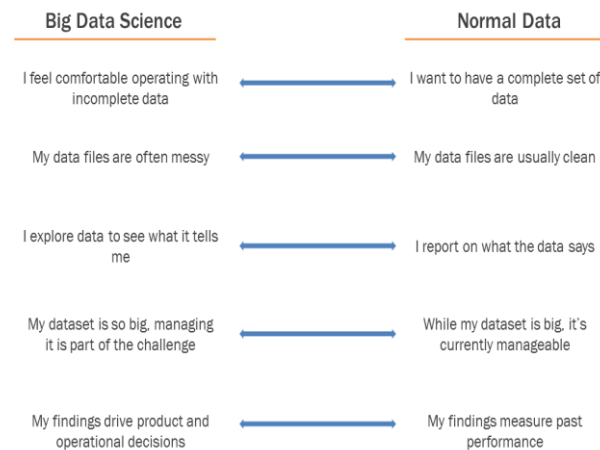 Big Data Science
Normal Data
I feel comfortable operating with
incomplete data
I want to have a complete set of
data
My data files are often messy
My data files are usually clean
I explore data to see what it tells
me
I report on what the data says
My dataset is so big, managing
it is part of the challenge
While my dataset is big, it's
currently manageable
My findings drive product and
operational decisions
My findings measure past
performance